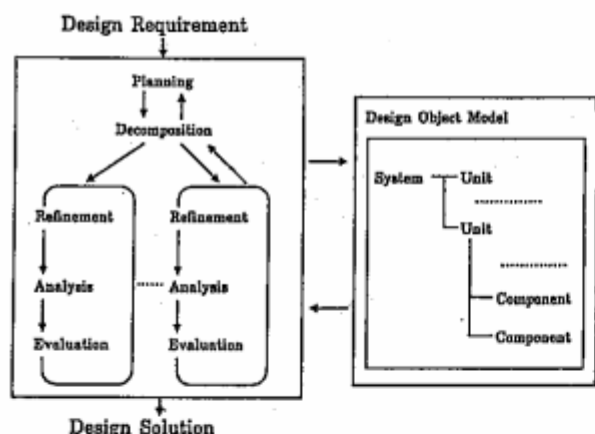 Design Requirement
Planning
Decomposition
Refinement Refinement
Analysis Analysis
Evaluation Evaluation
Design Solution
Design Object Model
System Unit
Unit
Component
Component